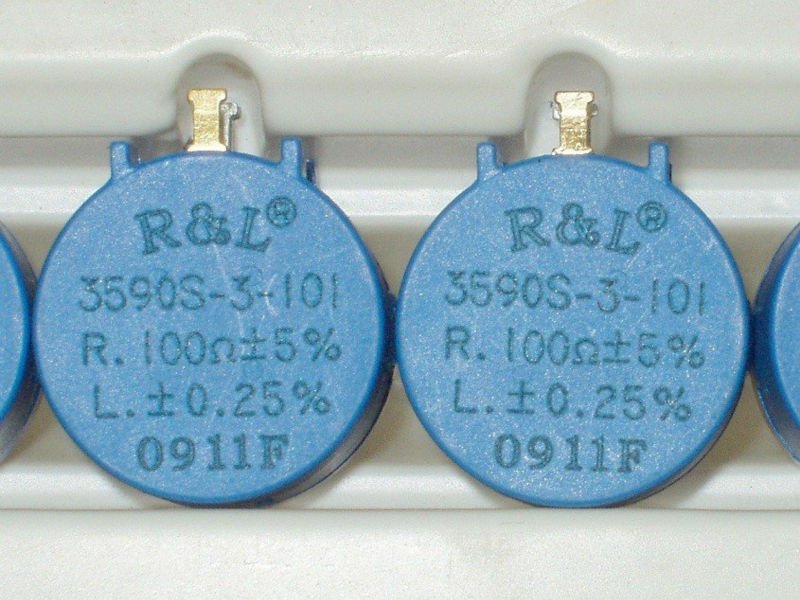 R&L®
3590S-3-101
R. 100Ω±5%
L. ±0.25%
0911F
R&L®
3590S-3-101
R. 100Ω±5%
L. ±0.25%
0911F